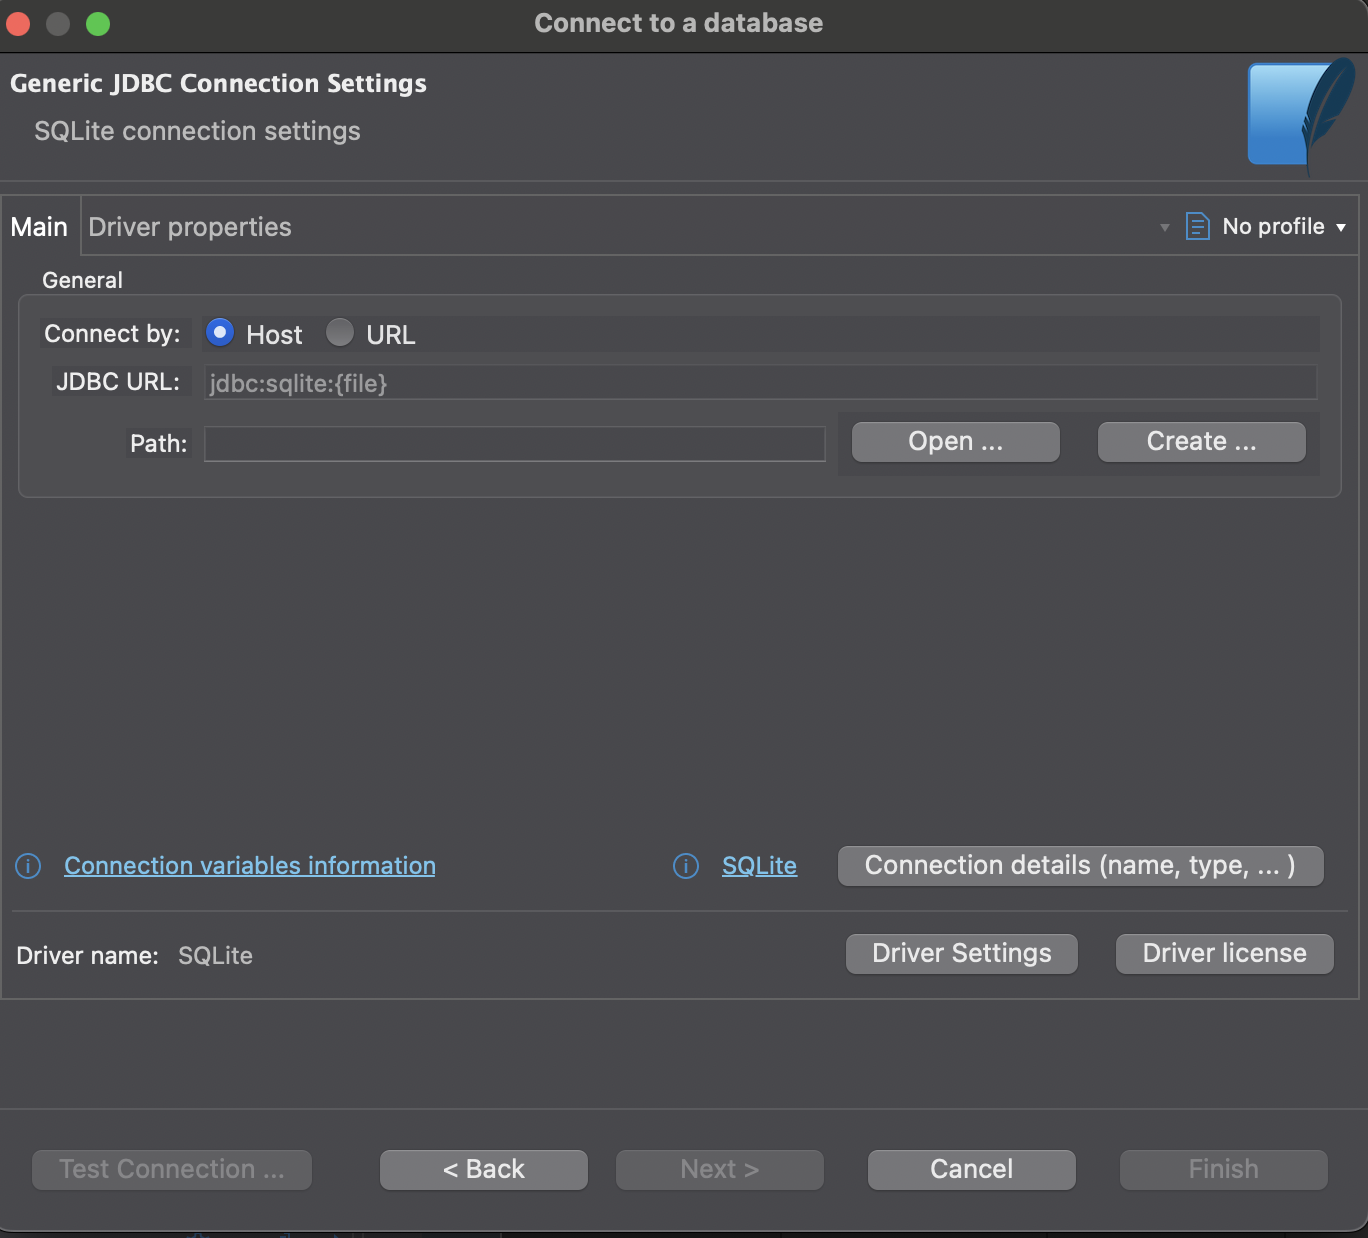 Connect to a database
Generic JDBC Connection Settings
SQLite connection settings
Main
Driver properties
No profile
General
Connect by:
Host
URL
JDBC URL:
jdbc:sqlite:{file}
Path:
Open ...
Create ...
Connection variables information
SQLite
Connection details (name, type, ... )
Driver name:
SQLite
Driver Settings
Driver license
Test Connection ...
< Back
Next >
Cancel
Finish